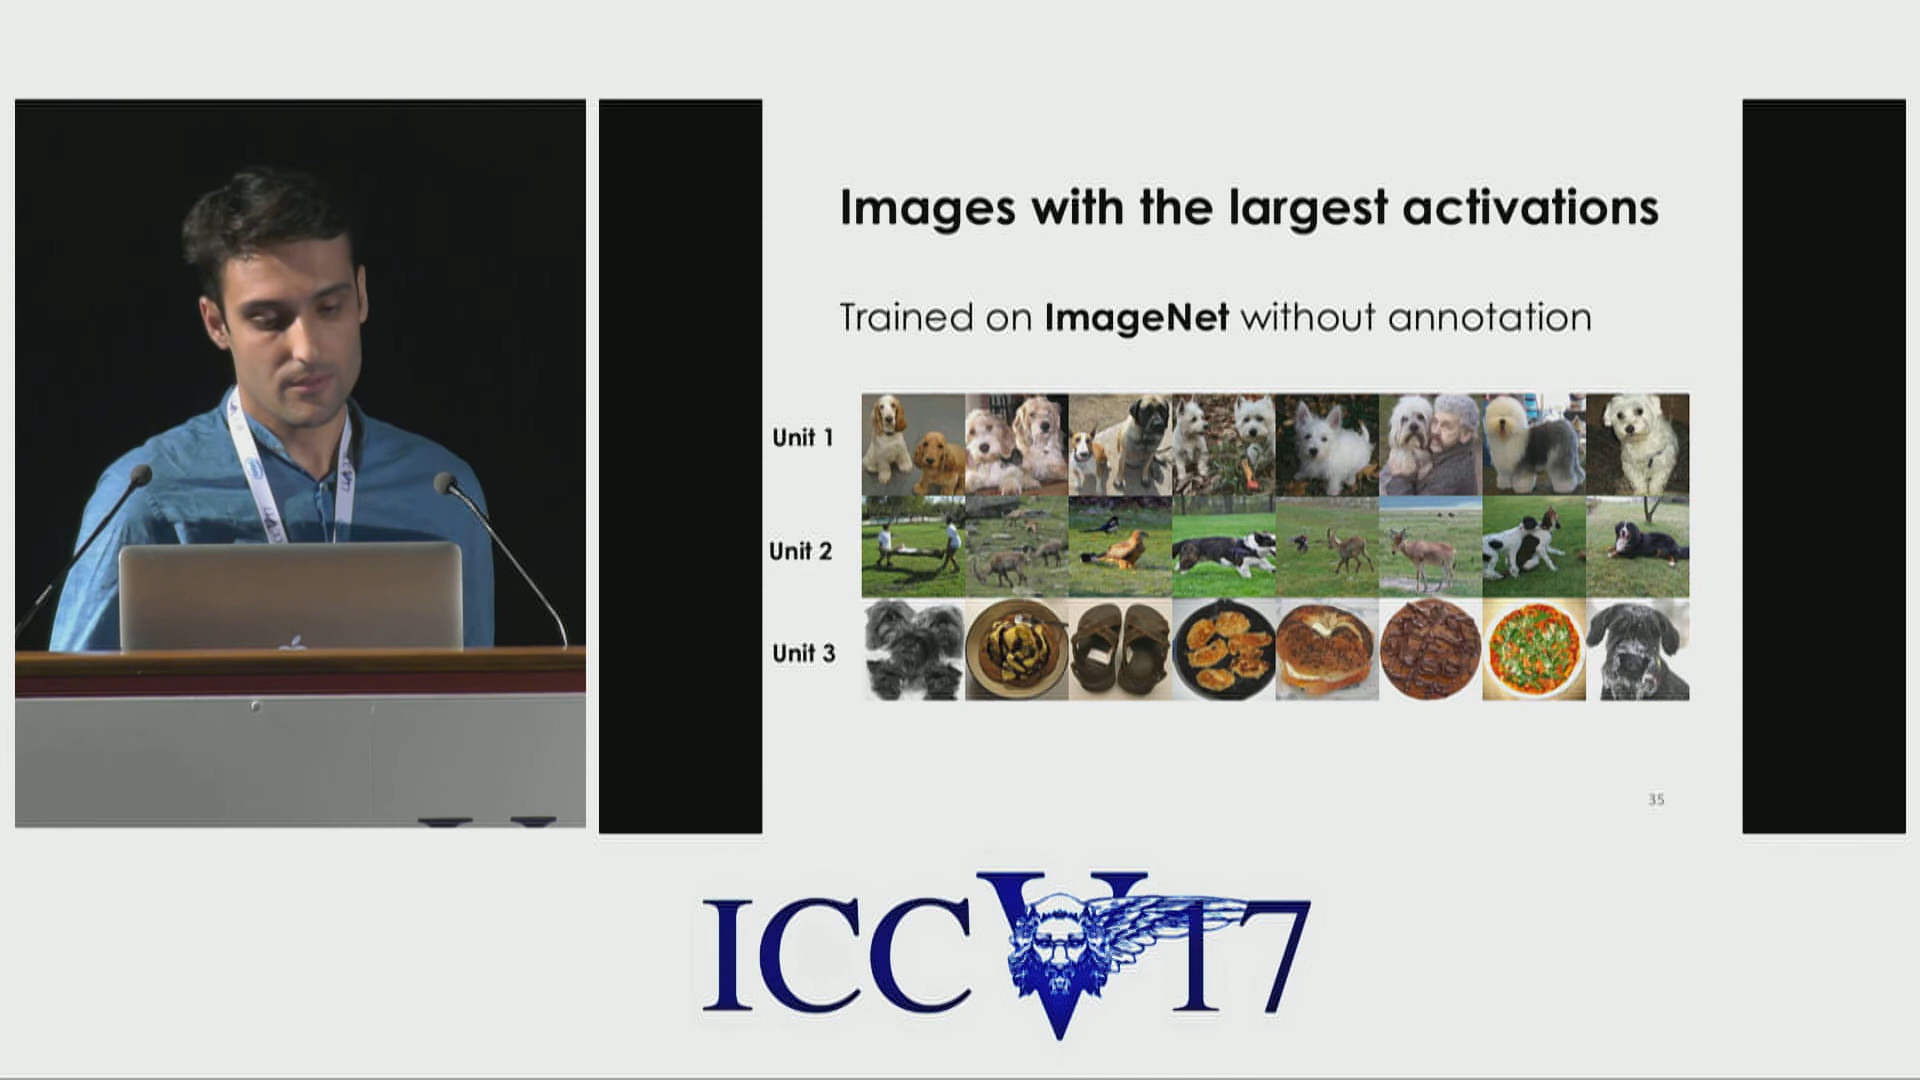 Images with the largest activations
Trained on ImageNet without annotation
Unit 1
Unit 2
Unit 3
35
ICCV17